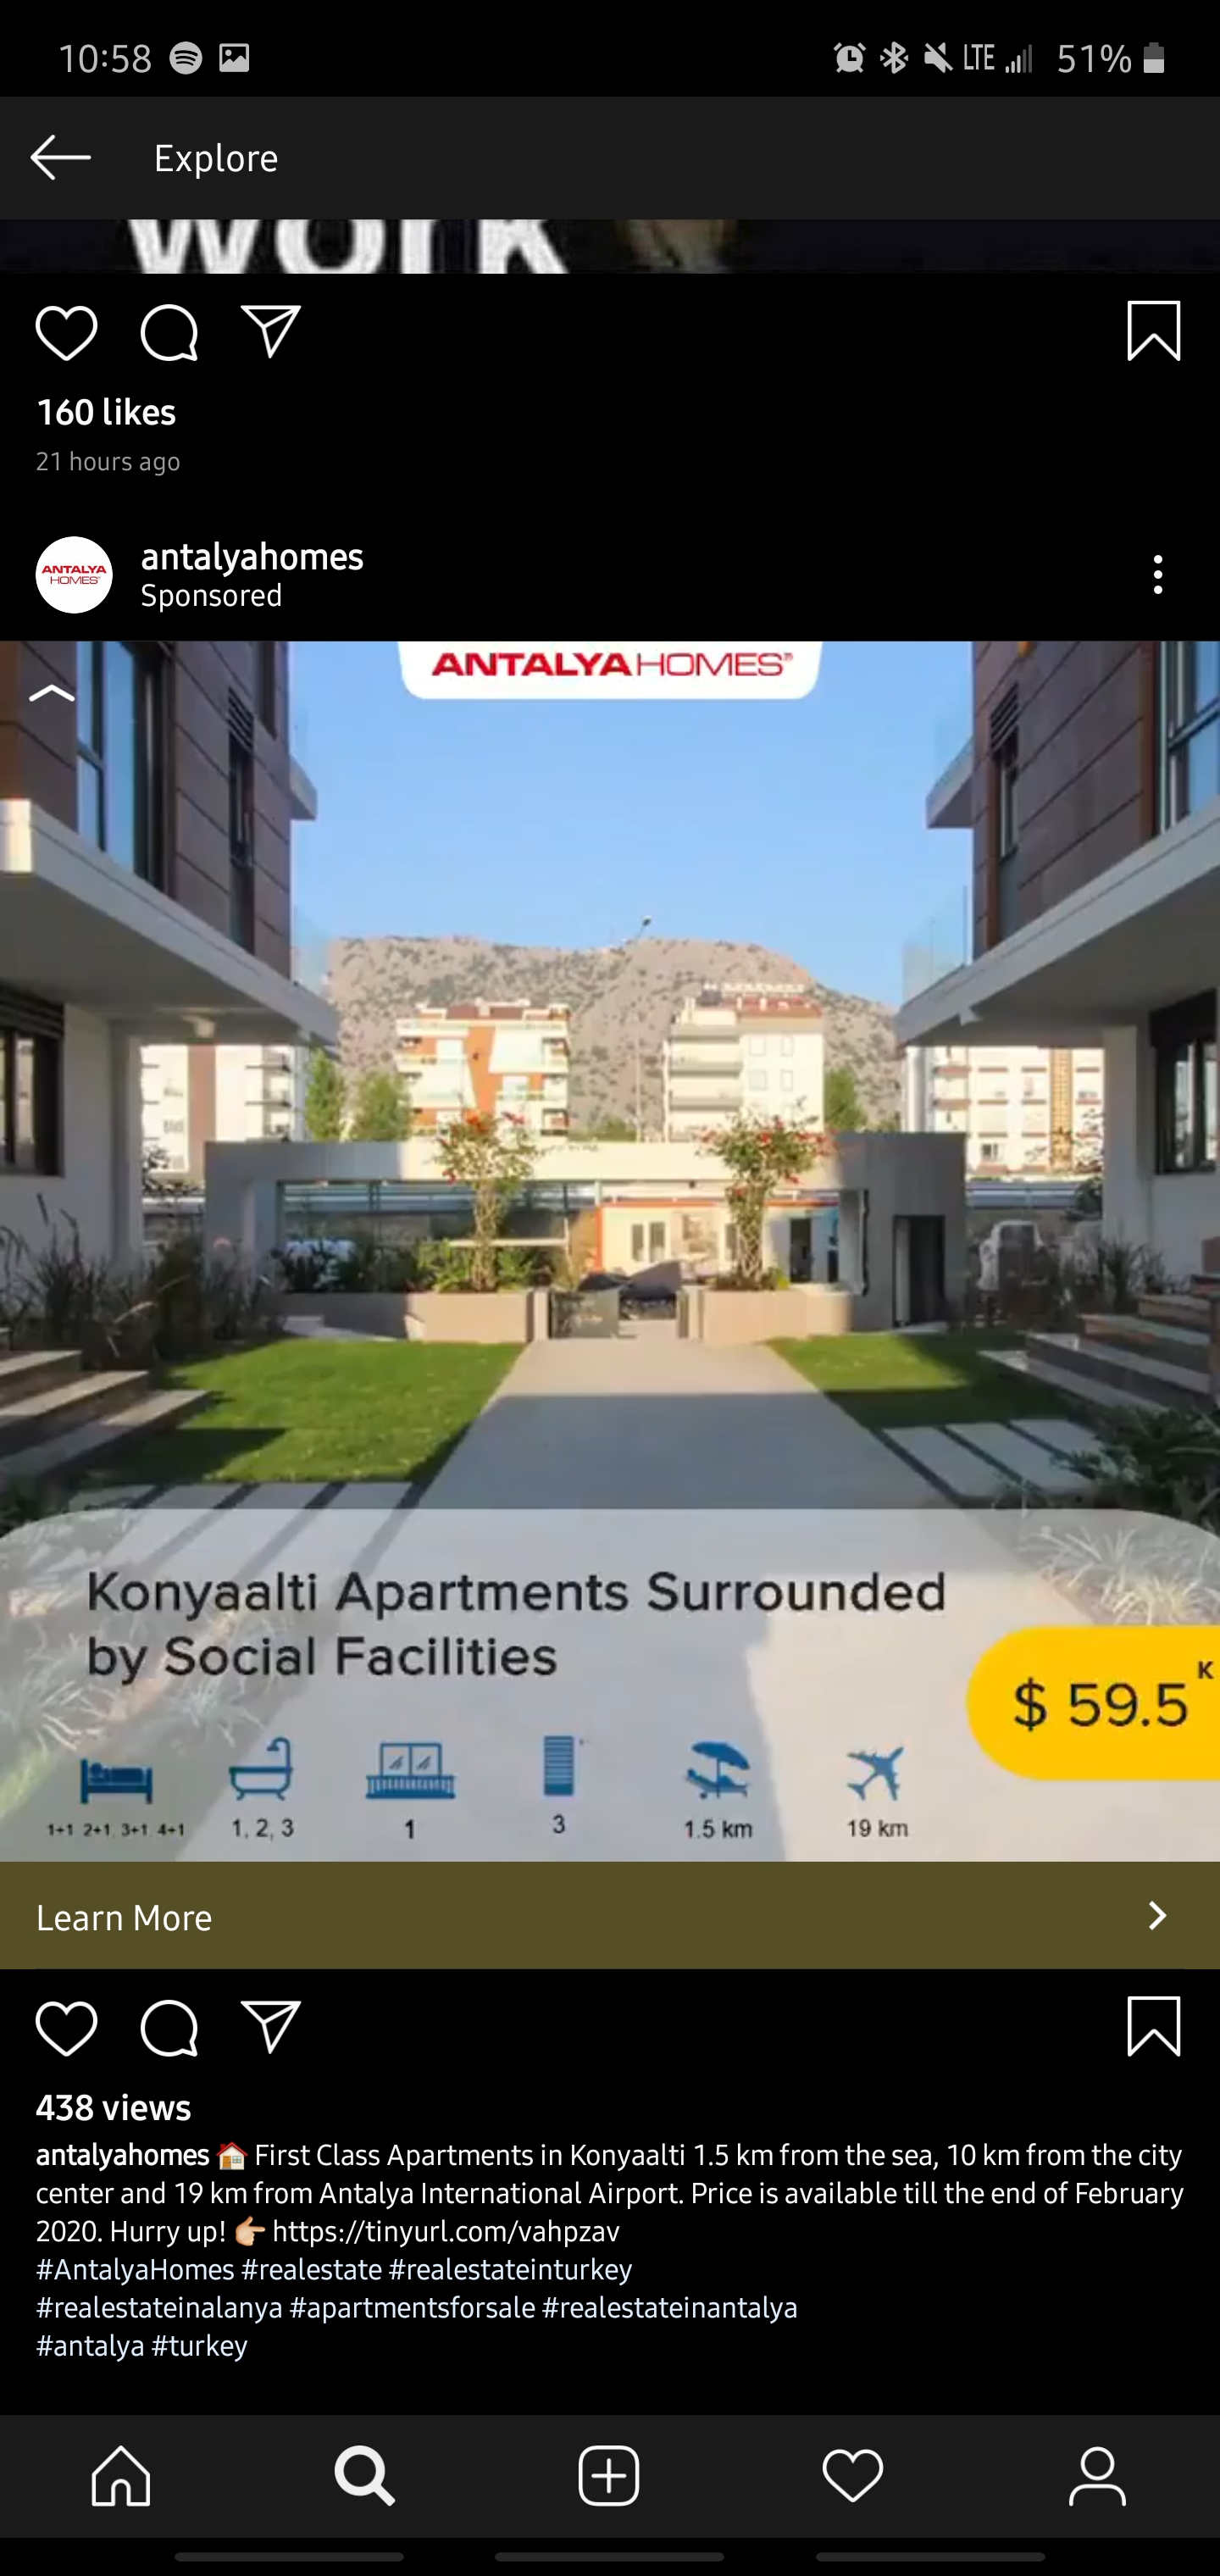 10:58 LTE 51%
Explore
work
160 likes
21 hours ago
ANTALYA
HOMES
antalyahomes
Sponsored
ANTALYA HOMES®
Konyaalti Apartments Surrounded
by Social Facilities
$ 59.5 K
1+1, 2+1, 3+1, 4+1 1, 2, 3 1 3 1.5 km 19 km
Learn More
438 views
antalyahomes 🏠 First Class Apartments in Konyaalti 1.5 km from the sea, 10 km from the city
center and 19 km from Antalya International Airport. Price is available till the end of February
2020. Hurry up! 👉 https://tinyurl.com/vahpzav
#AntalyaHomes #realestate #realestateinturkey
#realestateinalanya #apartmentsforsale #realestateinantalya
#antalya #turkey